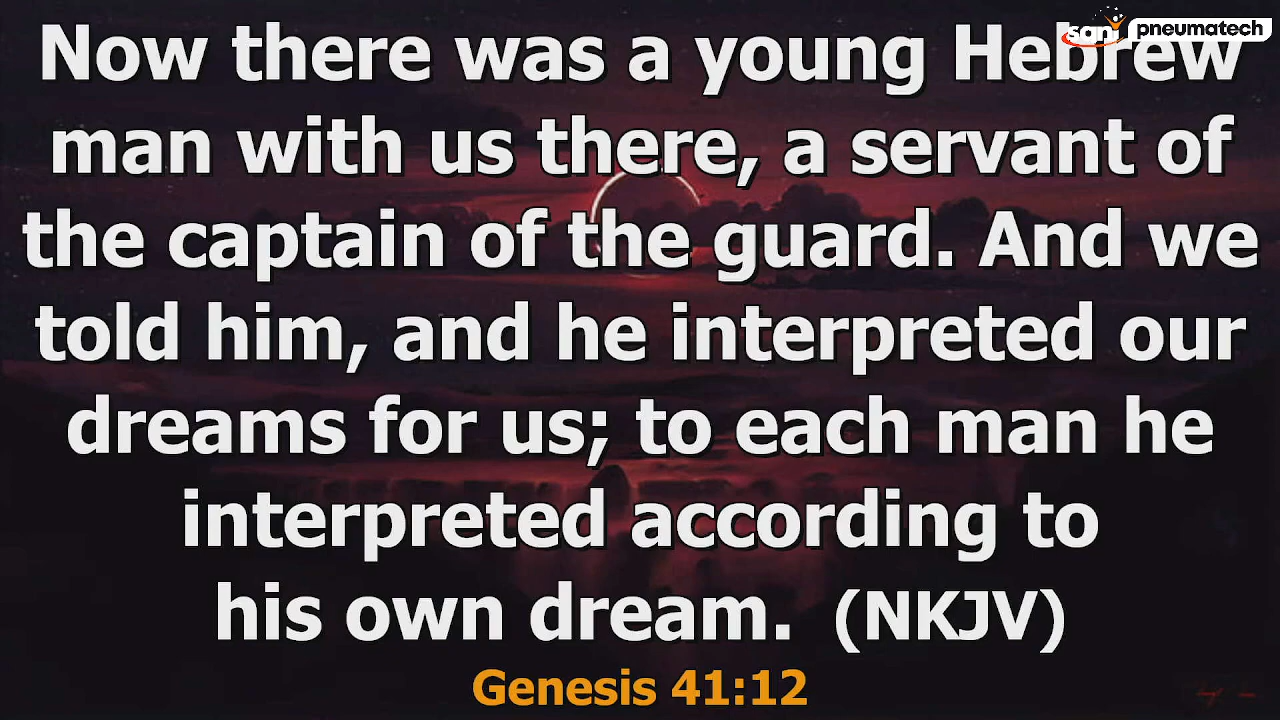 sani pneumatech
Now there was a young Hebrew
man with us there, a servant of
the captain of the guard. And we
told him, and he interpreted our
dreams for us; to each man he
interpreted according to
his own dream. (NKJV)
Genesis 41:12